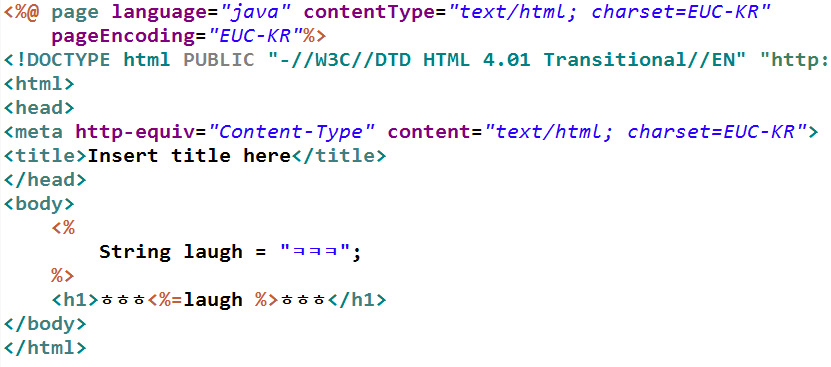 <%@ page language="java" contentType="text/html; charset=EUC-KR"
    pageEncoding="EUC-KR"%>
<!DOCTYPE html PUBLIC "-//W3C//DTD HTML 4.01 Transitional//EN" "http:
<html>
<head>
<meta http-equiv="Content-Type" content="text/html; charset=EUC-KR">
<title>Insert title here</title>
</head>
<body>
    <%
        String laugh = "ㅋㅋㅋ";
    %>
    <h1>ㅎㅎㅎ<%=laugh %>ㅎㅎㅎ</h1>
</body>
</html>